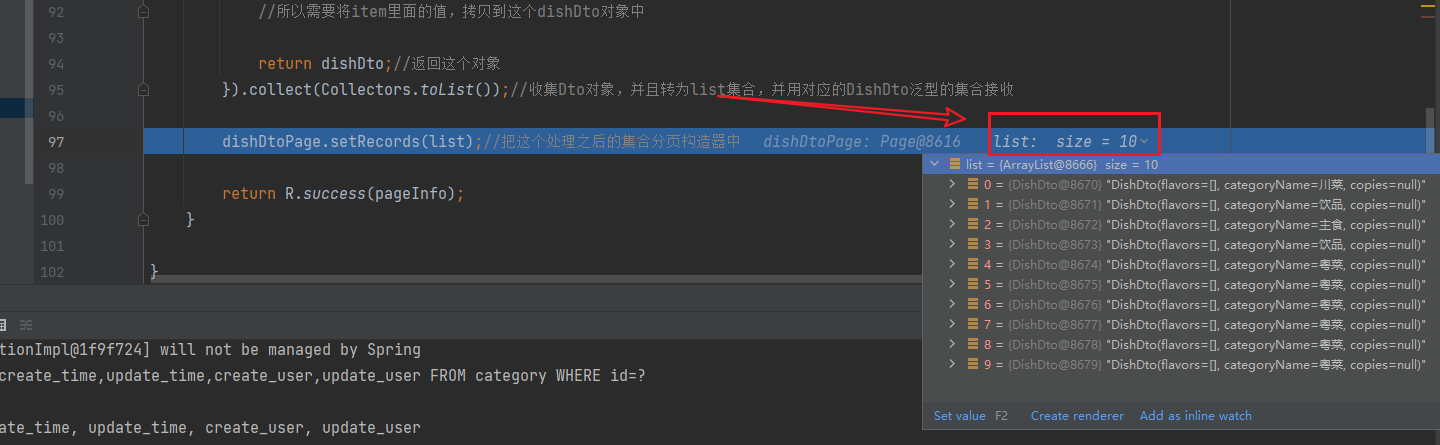 92 //所以需要将item里面的值，拷贝到这个dishDto对象中
93
94 return dishDto;//返回这个对象
95 }).collect(Collectors.toList());//收集Dto对象，并且转为list集合，并用对应的DishDto泛型的集合接收
96
97 dishDtoPage.setRecords(list);//把这个处理之后的集合分页构造器中 dishDtoPage: Page@8616 list: size = 10
98
99 return R.success(pageInfo);
100 }
101
102 }
list = {ArrayList@8666} size = 10
0 = {DishDto@8670} "DishDto(flavors=[], categoryName=川菜, copies=null)"
1 = {DishDto@8671} "DishDto(flavors=[], categoryName=饮品, copies=null)"
2 = {DishDto@8672} "DishDto(flavors=[], categoryName=主食, copies=null)"
3 = {DishDto@8673} "DishDto(flavors=[], categoryName=饮品, copies=null)"
4 = {DishDto@8674} "DishDto(flavors=[], categoryName=粤菜, copies=null)"
5 = {DishDto@8675} "DishDto(flavors=[], categoryName=粤菜, copies=null)"
6 = {DishDto@8676} "DishDto(flavors=[], categoryName=粤菜, copies=null)"
7 = {DishDto@8677} "DishDto(flavors=[], categoryName=粤菜, copies=null)"
8 = {DishDto@8678} "DishDto(flavors=[], categoryName=粤菜, copies=null)"
9 = {DishDto@8679} "DishDto(flavors=[], categoryName=粤菜, copies=null)"
Set value F2 Create renderer Add as inline watch
tionImpl@1f9f724] will not be managed by Spring
create_time,update_time,create_user,update_user FROM category WHERE id=?
ate_time, update_time, create_user, update_user